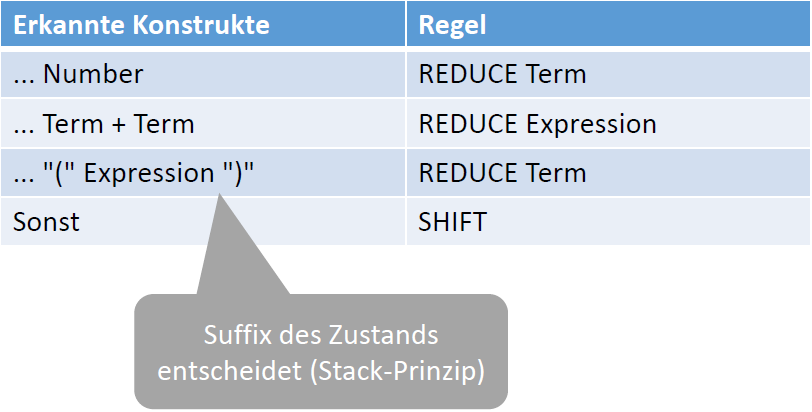 Erkannte Konstrukte Regel
... Number REDUCE Term
... Term + Term REDUCE Expression
... "(" Expression ")" REDUCE Term
Sonst SHIFT
Suffix des Zustands
entscheidet (Stack-Prinzip)